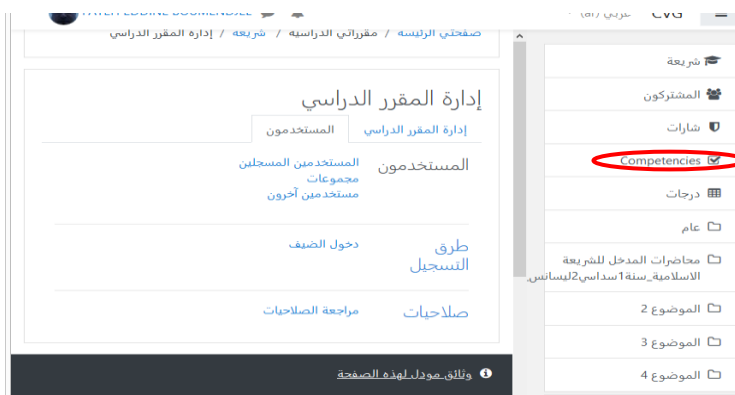 CVG عربي (ar)
صفحتي الرئيسة / مقرراتي الدراسية / شريعة / إدارة المقرر الدراسي
إدارة المقرر الدراسي
إدارة المقرر الدراسي المستخدمون
المستخدمون
المستخدمين المسجلين
مجموعات
مستخدمين آخرون
طرق التسجيل
دخول الضيف
صلاحيات
مراجعة الصلاحيات
وثائق مودل لهذه الصفحة
شريعة
المشتركون
شارات
Competencies
درجات
عام
محاضرات المدخل للشريعة
الاسلامية_سنة1سداسي2ليسانس_
الموضوع 2
الموضوع 3
الموضوع 4